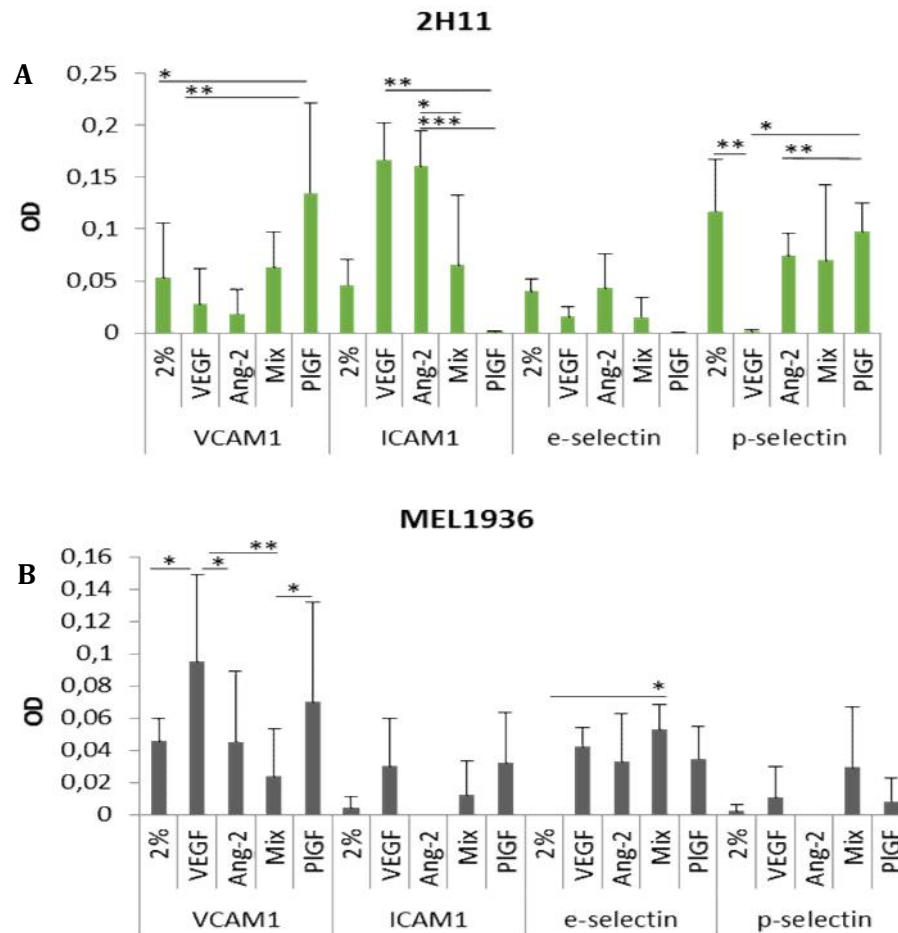 2H11
A
0,25
0,2
0,15
0,1
0,05
0
OD
* ** ** * *** ** * **
2% VEGF Ang-2 Mix PlGF 2% VEGF Ang-2 Mix PlGF 2% VEGF Ang-2 Mix PlGF 2% VEGF Ang-2 Mix PlGF
VCAM1 ICAM1 e-selectin p-selectin
MEL1936
B
0,16
0,14
0,12
0,1
0,08
0,06
0,04
0,02
0
OD
* * ** * *
2% VEGF Ang-2 Mix PlGF 2% VEGF Ang-2 Mix PlGF 2% VEGF Ang-2 Mix PlGF 2% VEGF Ang-2 Mix PlGF
VCAM1 ICAM1 e-selectin p-selectin